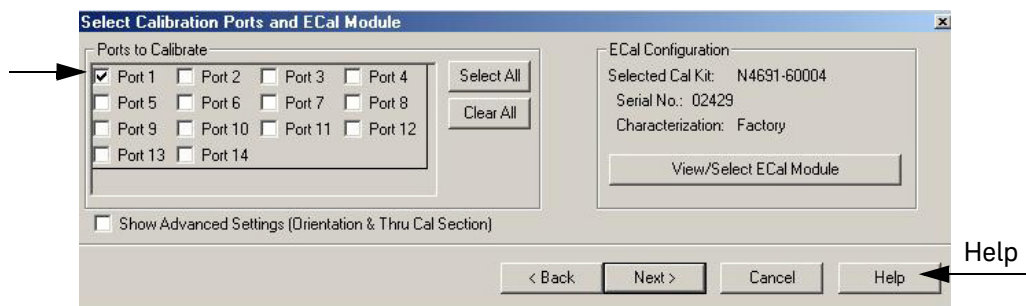 Select Calibration Ports and ECal Module
Ports to Calibrate
Port 1 Port 2 Port 3 Port 4
Port 5 Port 6 Port 7 Port 8
Port 9 Port 10 Port 11 Port 12
Port 13 Port 14
Select All
Clear All
ECal Configuration
Selected Cal Kit: N4691-60004
Serial No.: 02429
Characterization: Factory
View/Select ECal Module
Show Advanced Settings (Orientation & Thru Cal Section)
< Back Next > Cancel Help
Help